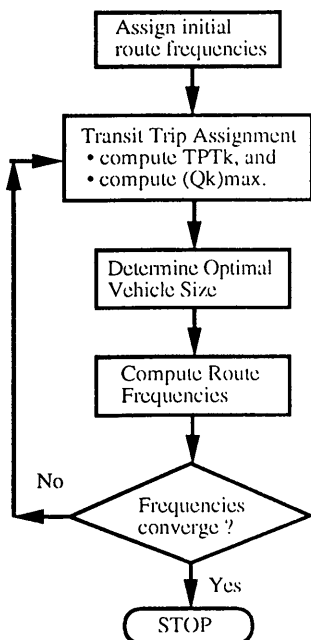 Assign initial
route frequencies
Transit Trip Assignment
• compute TPTk, and
• compute (Qk)max.
Determine Optimal
Vehicle Size
Compute Route
Frequencies
Frequencies
converge ?
No
Yes
STOP